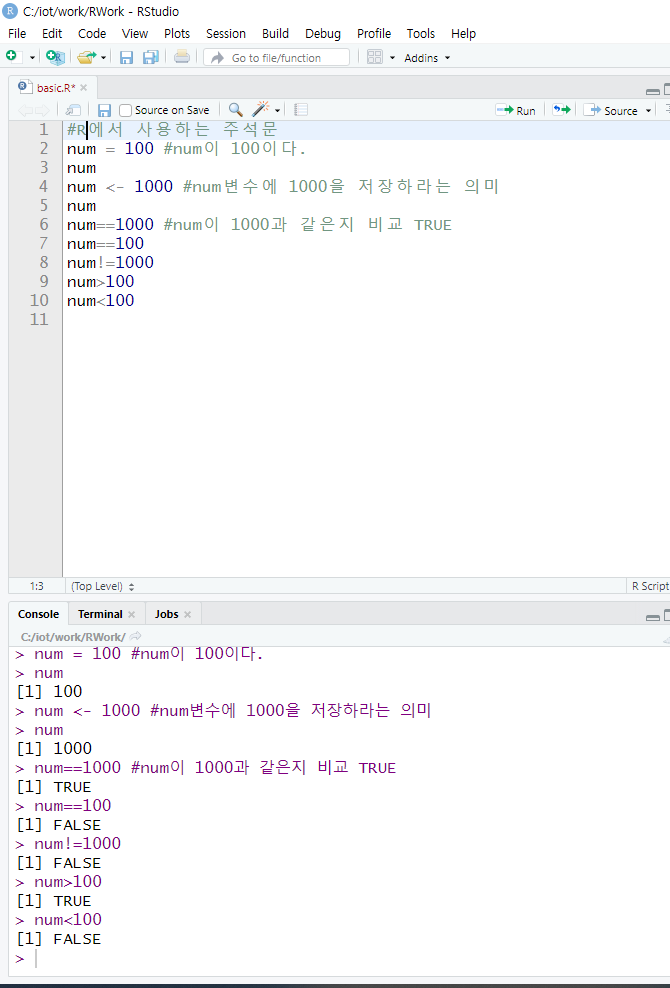 C:/iot/work/RWork - RStudio
File Edit Code View Plots Session Build Debug Profile Tools Help
Go to file/function Addins
basic.R*
Source on Save Run Source
1 #R에서 사용하는 주석문
2 num = 100 #num이 100이다.
3 num
4 num <- 1000 #num변수에 1000을 저장하라는 의미
5 num
6 num==1000 #num이 1000과 같은지 비교 TRUE
7 num==100
8 num!=1000
9 num>100
10 num<100
11
1:3 (Top Level) R Script
Console Terminal Jobs
C:/iot/work/RWork/
> num = 100 #num이 100이다.
> num
[1] 100
> num <- 1000 #num변수에 1000을 저장하라는 의미
> num
[1] 1000
> num==1000 #num이 1000과 같은지 비교 TRUE
[1] TRUE
> num==100
[1] FALSE
> num!=1000
[1] FALSE
> num>100
[1] TRUE
> num<100
[1] FALSE
>